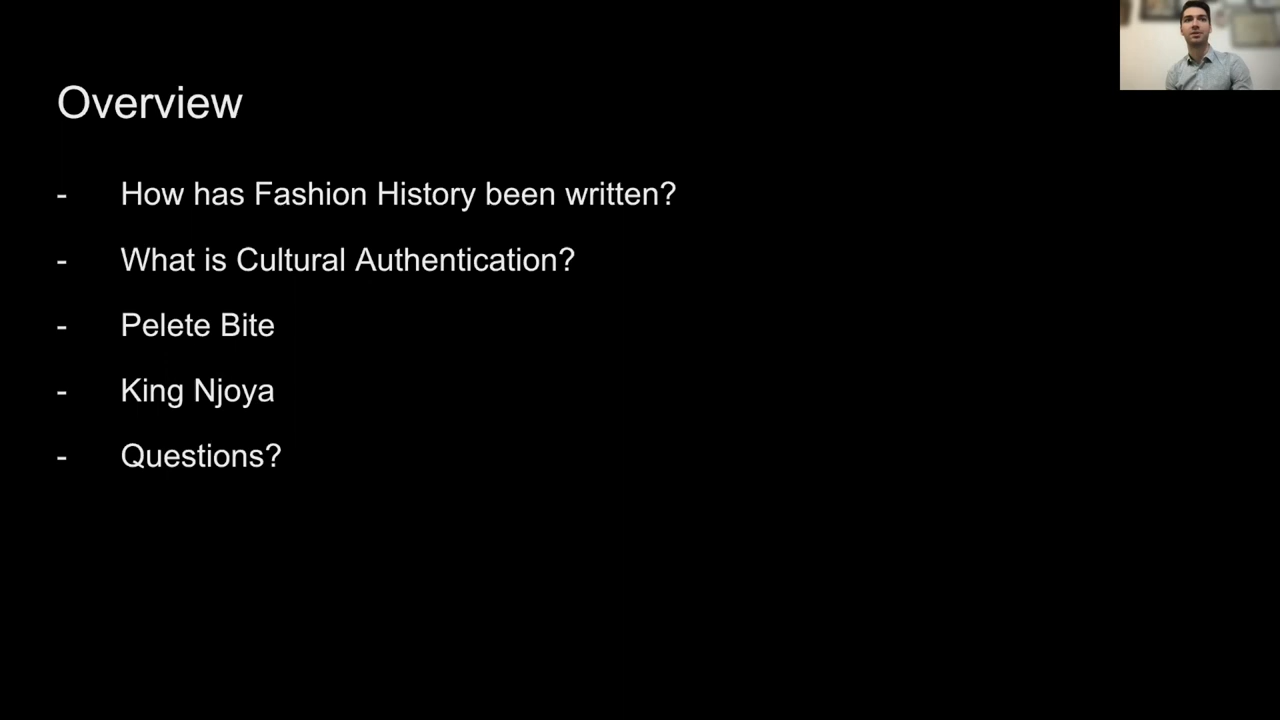 Overview
- How has Fashion History been written?
- What is Cultural Authentication?
- Pelete Bite
- King Njoya
- Questions?